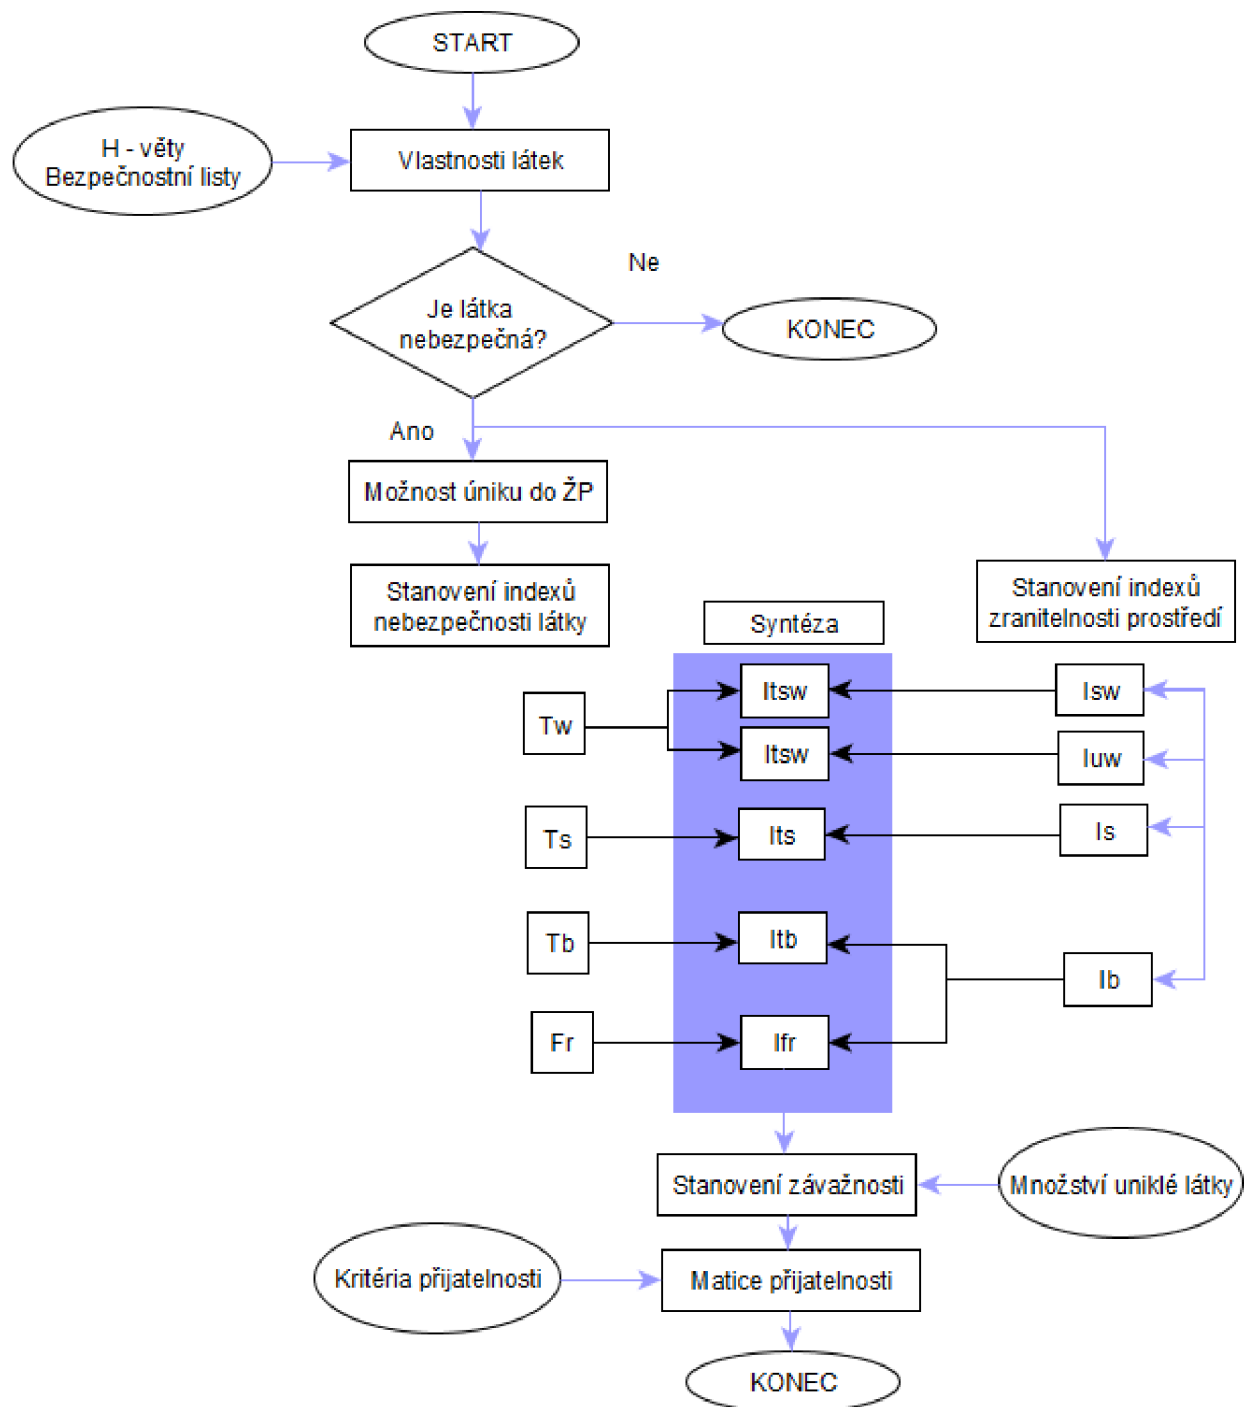 START
H - věty
Bezpečnostní listy
Vlastnosti látek
Ne
Je látka
nebezpečná?
KONEC
Ano
Možnost úniku do ŽP
Stanovení indexů
nebezpečnosti látky
Stanovení indexů
zranitelnosti prostředí
Syntéza
Itsw
Isw
Tw
Itsw
Iuw
Ts
Its
Is
Tb
Itb
Ib
Fr
Ifr
Stanovení závažnosti
Množství uniklé látky
Kritéria přijatelnosti
Matice přijatelnosti
KONEC